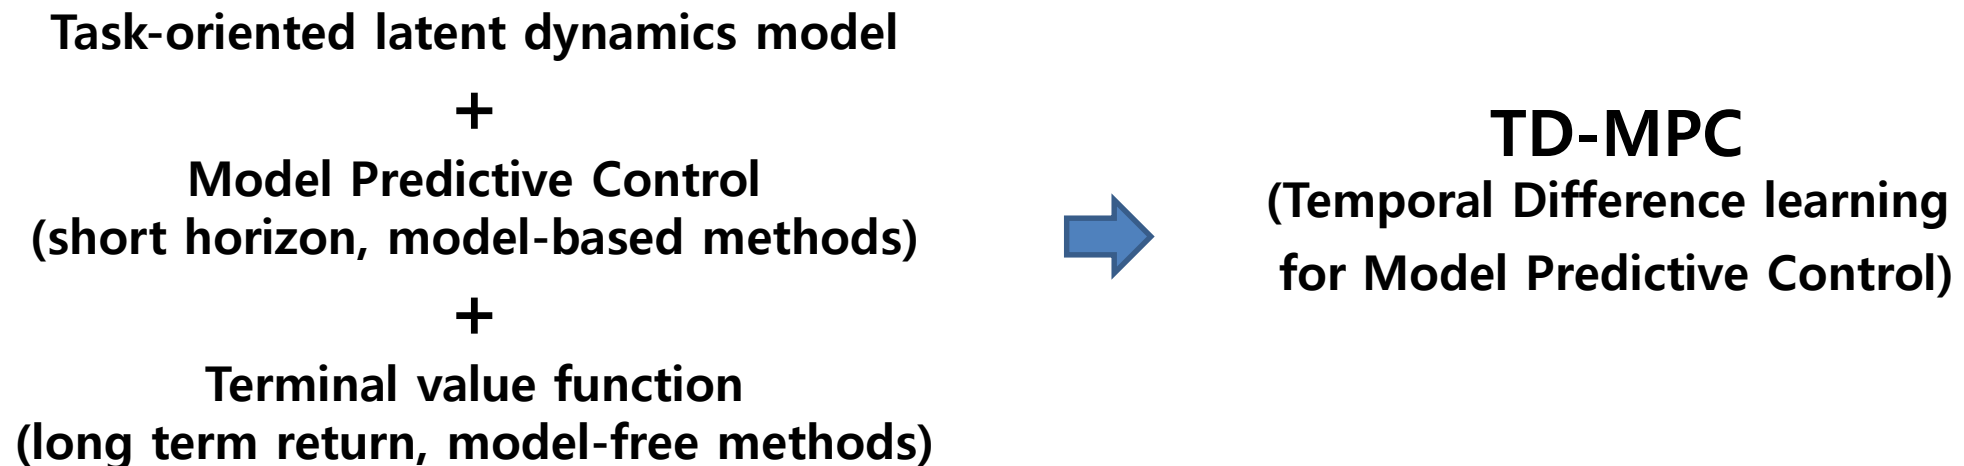 Task-oriented latent dynamics model
+
Model Predictive Control
(short horizon, model-based methods)
+
Terminal value function
(long term return, model-free methods)
TD-MPC
(Temporal Difference learning
for Model Predictive Control)